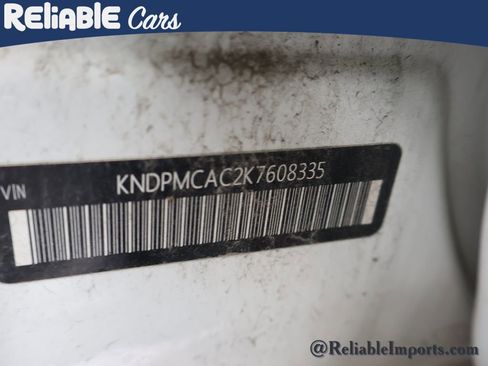 Reliable Cars
VIN
KNDPMCAC2K7608335
@ReliableImports.com